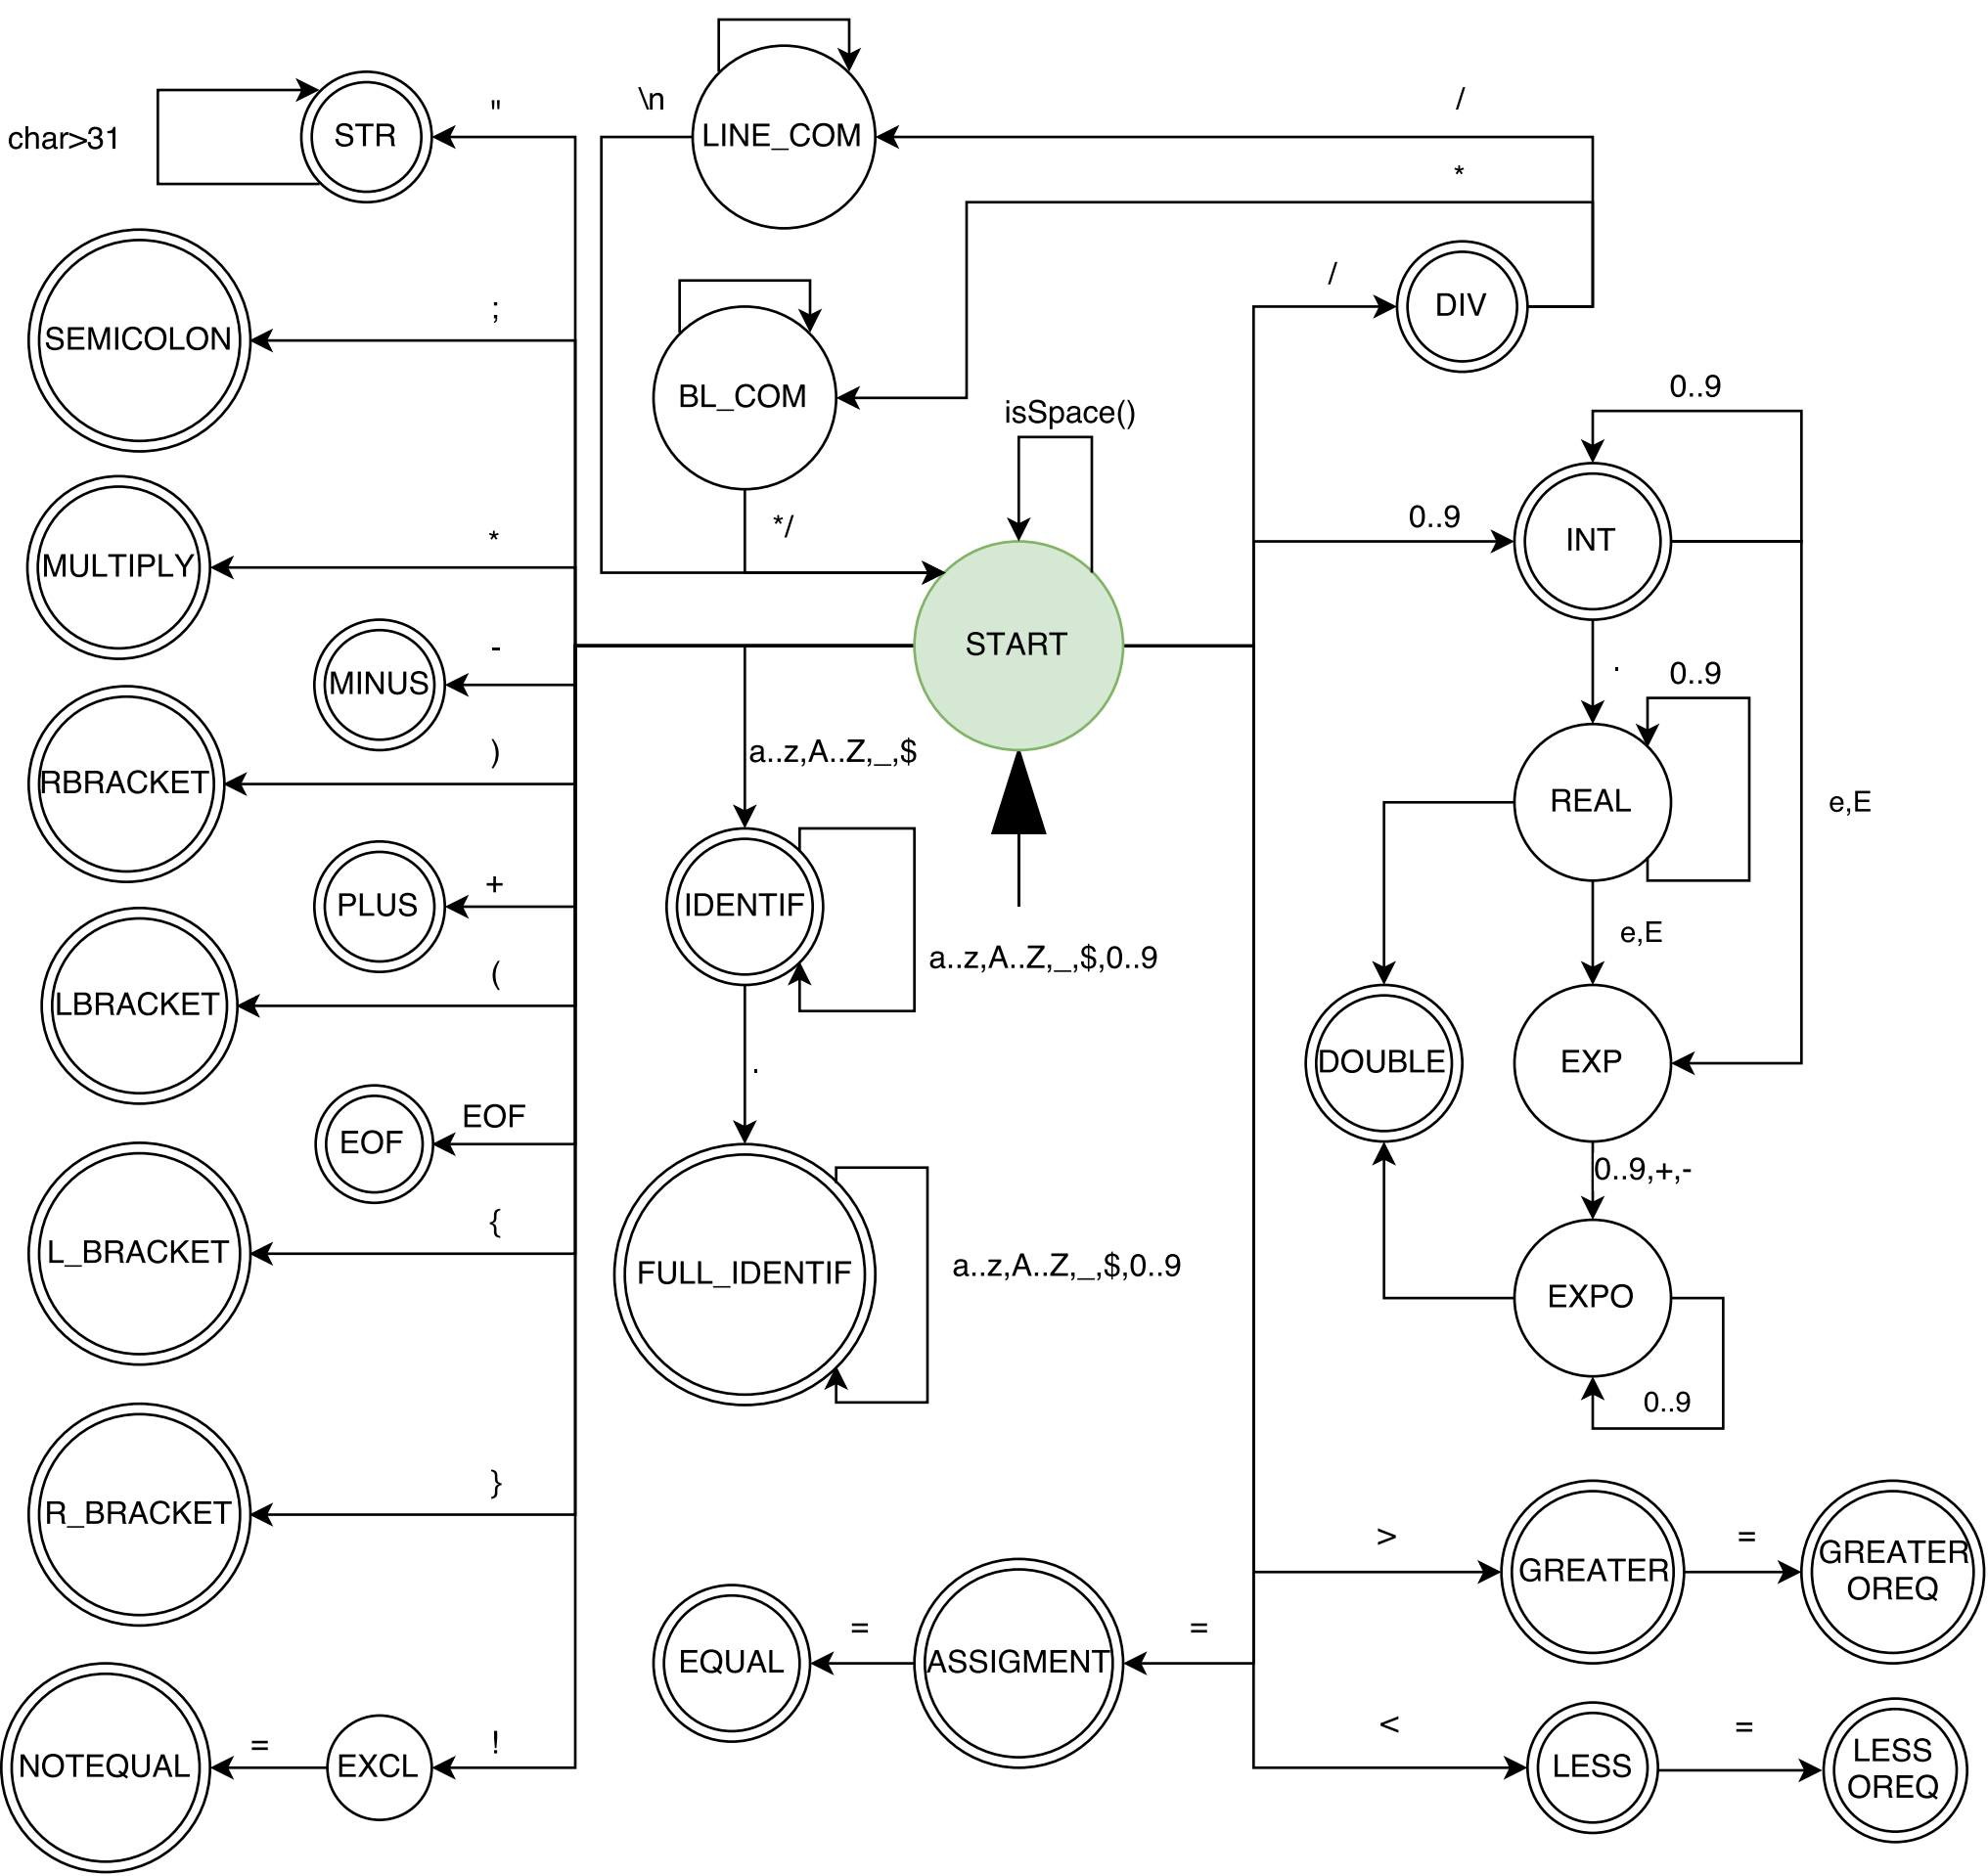 \n
/
"
char>31
STR
LINE_COM
*
/
DIV
;
SEMICOLON
BL_COM
isSpace()
0..9
*/
0..9
INT
*
MULTIPLY
START
-
MINUS
.
0..9
)
RBRACKET
a..z,A..Z,_,$
REAL
e,E
+
PLUS
IDENTIF
e,E
(
LBRACKET
a..z,A..Z,_,$,0..9
DOUBLE
EXP
.
EOF
EOF
0..9,+,-
{
L_BRACKET
FULL_IDENTIF
a..z,A..Z,_,$,0..9
EXPO
0..9
}
R_BRACKET
>
GREATER
=
GREATER
OREQ
EQUAL
=
ASSIGMENT
=
<
LESS
=
LESS
OREQ
NOTEQUAL
=
EXCL
!